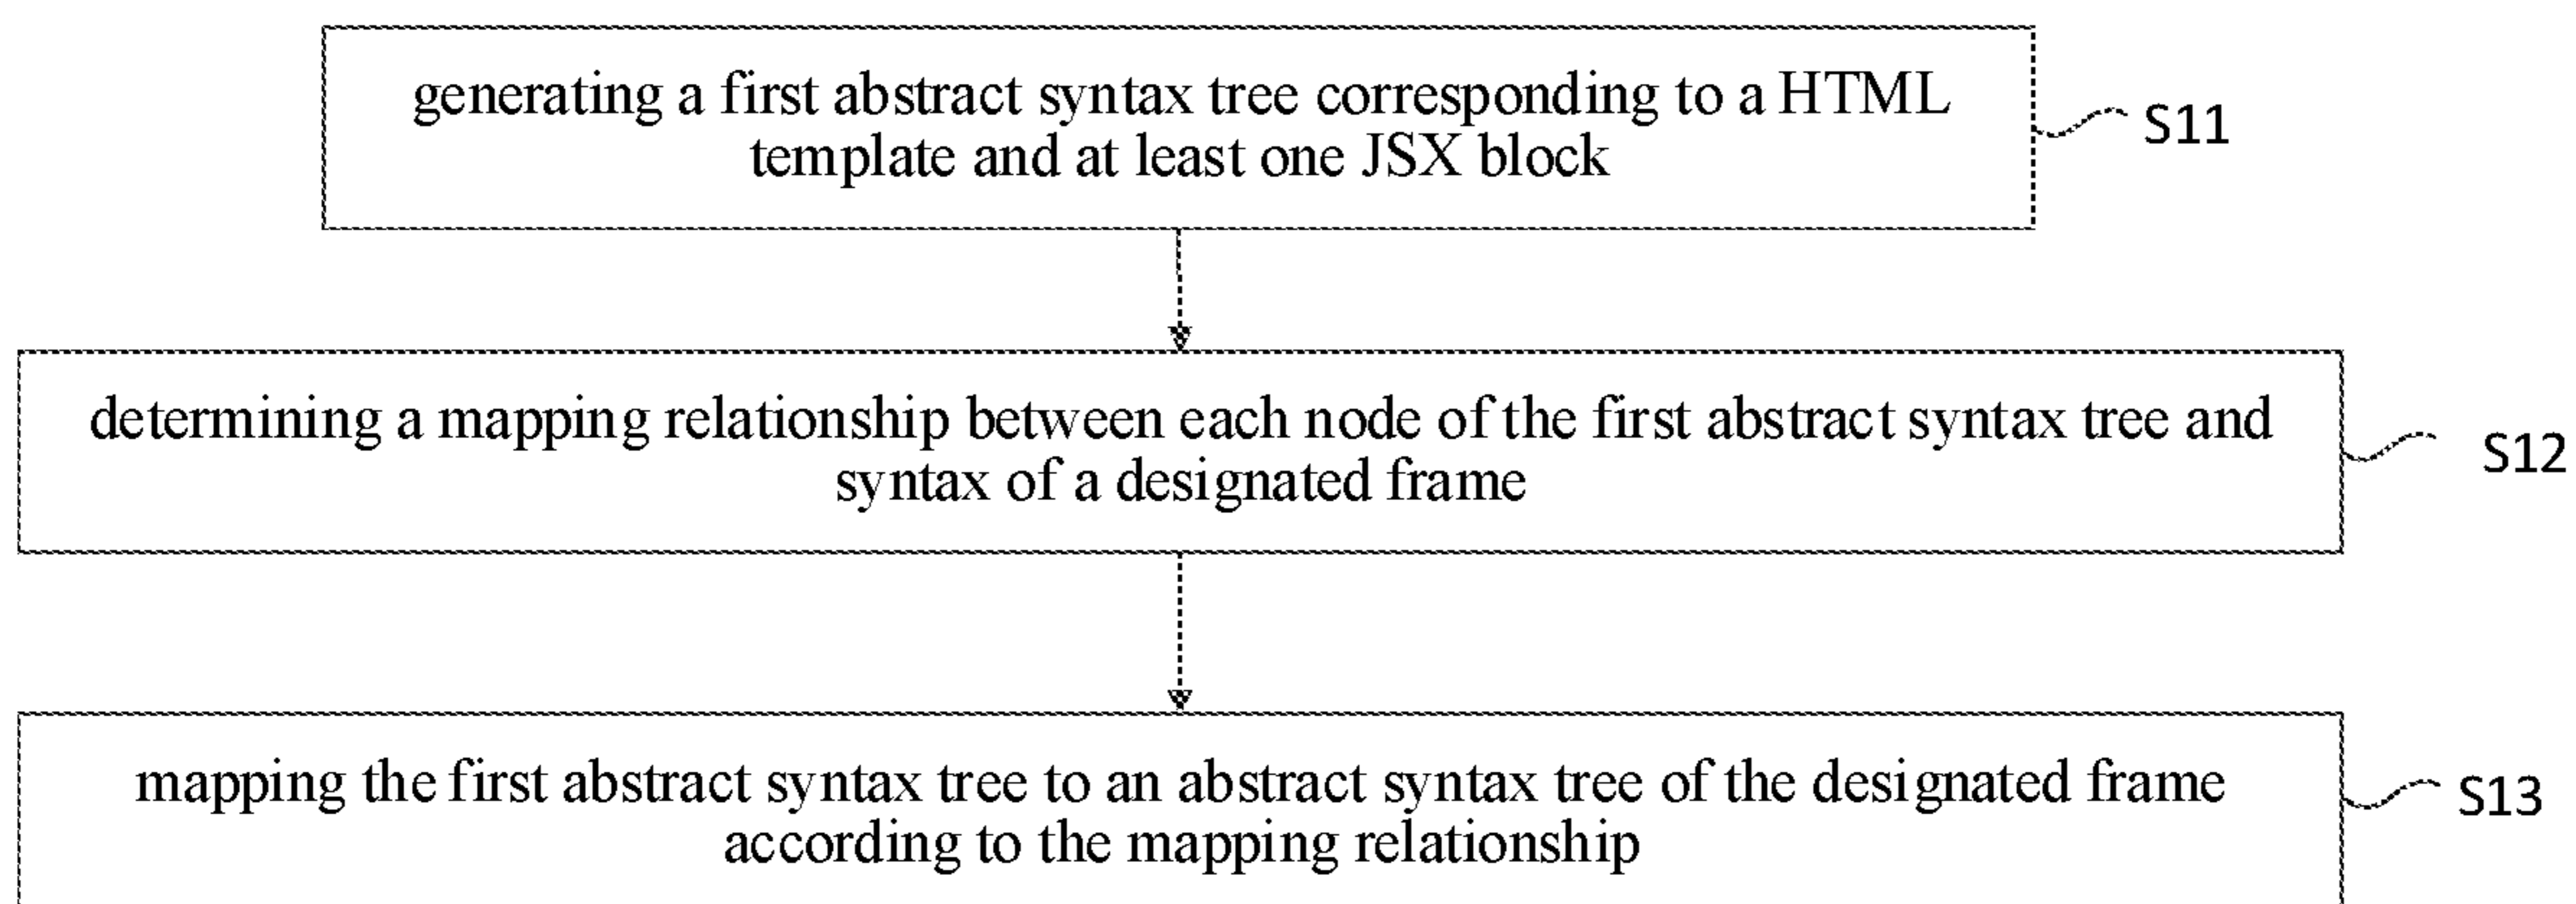 generating a first abstract syntax tree corresponding to a HTML
template and at least one JSX block
S11
determining a mapping relationship between each node of the first abstract syntax tree and
syntax of a designated frame
S12
mapping the first abstract syntax tree to an abstract syntax tree of the designated frame
according to the mapping relationship
S13